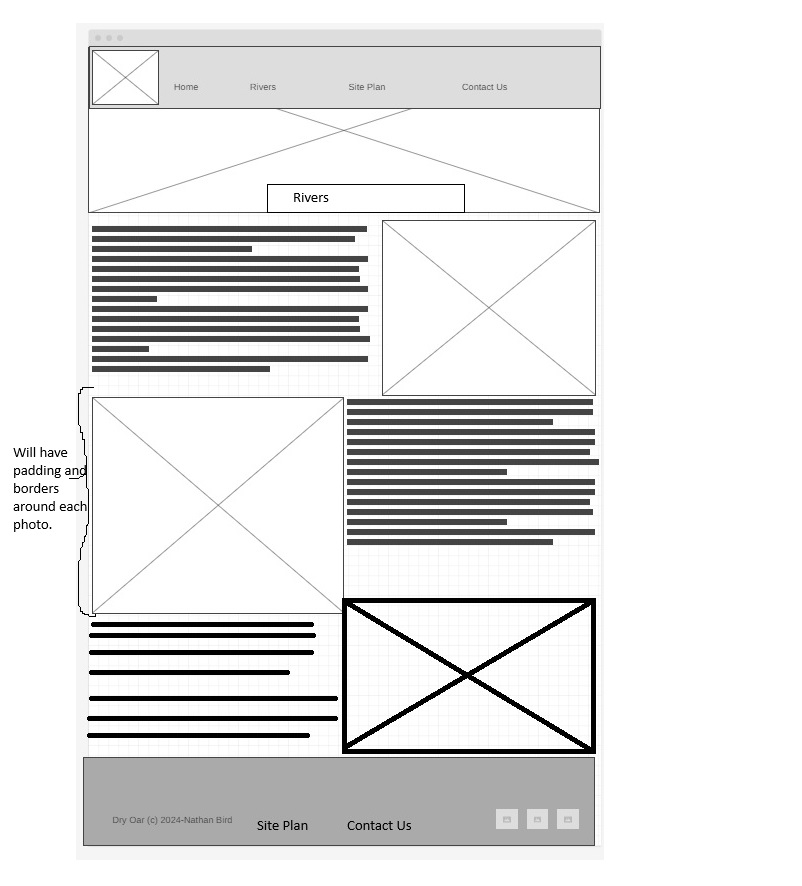 Home Rivers Site Plan Contact Us
Rivers
Will have
padding and
borders
around each
photo.
Dry Oar (c) 2024-Nathan Bird Site Plan Contact Us